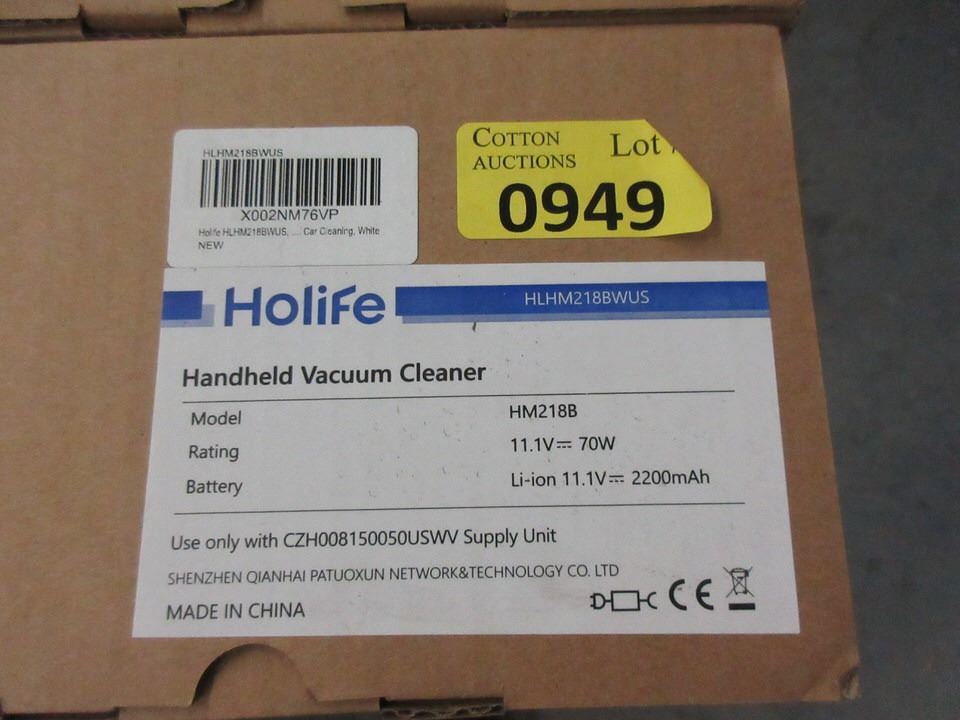 HLHM218BWUS
X002NM76VP
Holife HLHM218BWUS, ... Car Cleaning, White
NEW
COTTON AUCTIONS
Lot
0949
Holife
HLHM218BWUS
Handheld Vacuum Cleaner
Model HM218B
Rating 11.1V⎓ 70W
Battery Li-ion 11.1V⎓ 2200mAh
Use only with CZH008150050USWV Supply Unit
SHENZHEN QIANHAI PATUOXUN NETWORK&TECHNOLOGY CO. LTD
MADE IN CHINA
CE